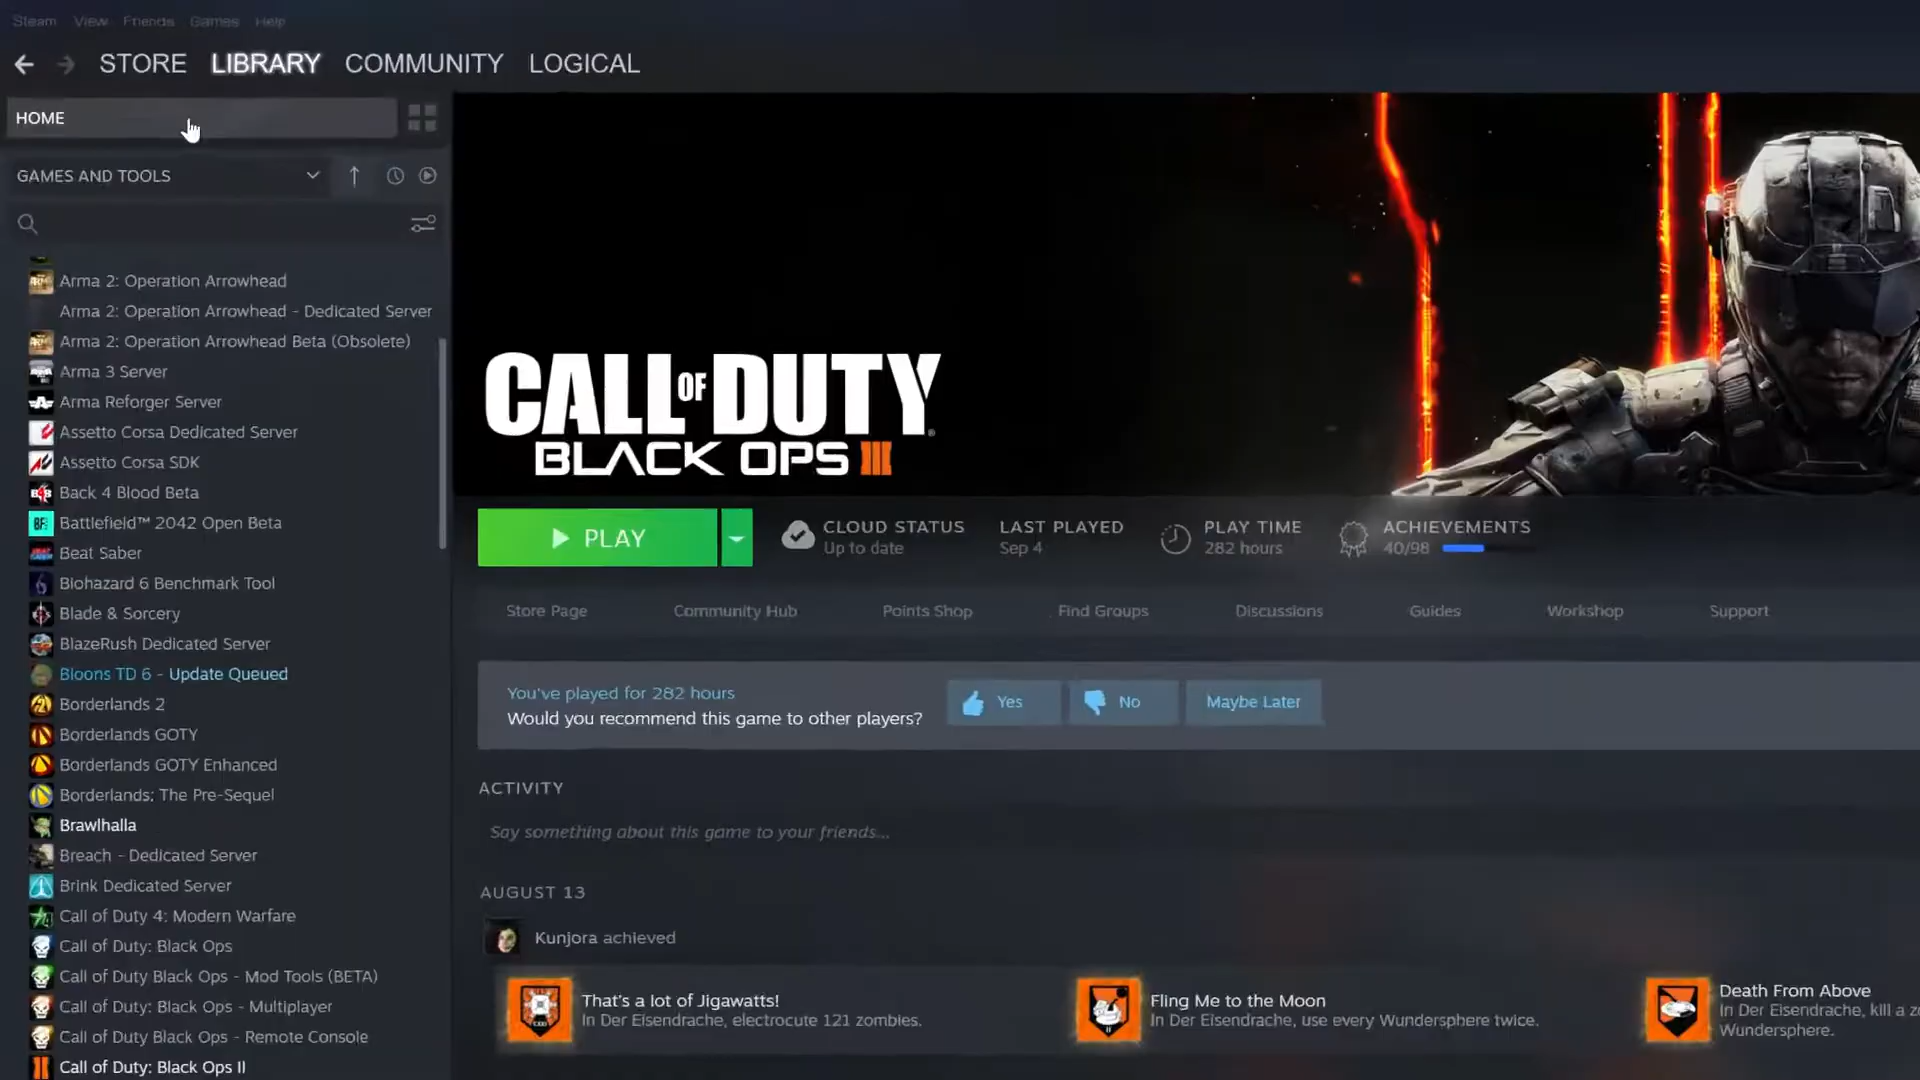 Steam View Friends Games Help
STORE LIBRARY COMMUNITY LOGICAL
HOME
GAMES AND TOOLS
Arma 2: Operation Arrowhead
Arma 2: Operation Arrowhead - Dedicated Server
Arma 2: Operation Arrowhead Beta (Obsolete)
Arma 3 Server
Arma Reforger Server
Assetto Corsa Dedicated Server
Assetto Corsa SDK
Back 4 Blood Beta
Battlefield™ 2042 Open Beta
Beat Saber
Biohazard 6 Benchmark Tool
Blade & Sorcery
BlazeRush Dedicated Server
Bloons TD 6 - Update Queued
Borderlands 2
Borderlands GOTY
Borderlands GOTY Enhanced
Borderlands: The Pre-Sequel
Brawlhalla
Breach - Dedicated Server
Brink Dedicated Server
Call of Duty 4: Modern Warfare
Call of Duty: Black Ops
Call of Duty Black Ops - Mod Tools (BETA)
Call of Duty: Black Ops - Multiplayer
Call of Duty Black Ops - Remote Console
Call of Duty: Black Ops II
CALL OF DUTY
BLACK OPS III
PLAY
CLOUD STATUS
Up to date
LAST PLAYED
Sep 4
PLAY TIME
282 hours
ACHIEVEMENTS
40/98
Store Page Community Hub Points Shop Find Groups Discussions Guides Workshop Support
You've played for 282 hours
Would you recommend this game to other players?
Yes No Maybe Later
ACTIVITY
Say something about this game to your friends...
AUGUST 13
Kunjora achieved
That's a lot of Jigawatts!
In Der Eisendrache, electrocute 121 zombies.
Fling Me to the Moon
In Der Eisendrache, use every Wundersphere twice.
Death From Above
In Der Eisendrache, kill a
Wundersphere.